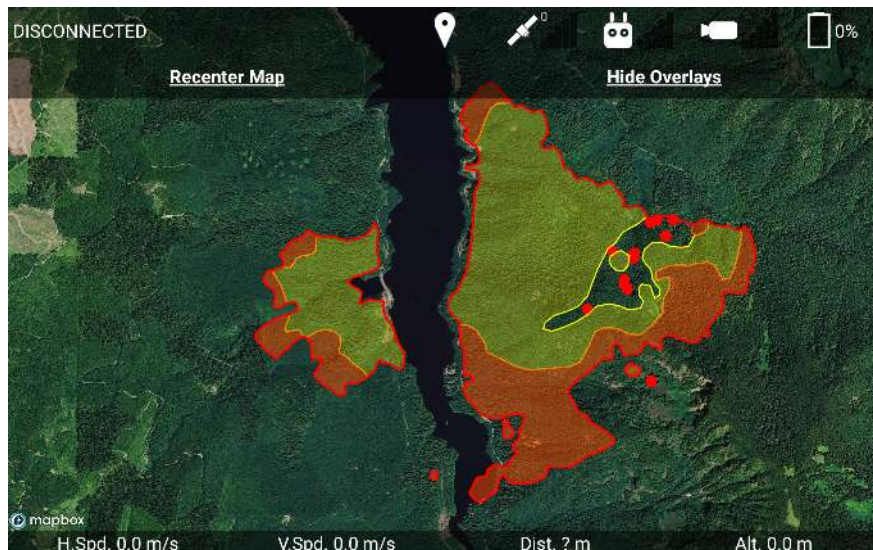 DISCONNECTED
0
0%
Recenter Map
Hide Overlays
mapbox
H.Spd. 0.0 m/s
V.Spd. 0.0 m/s
Dist. ? m
Alt. 0.0 m